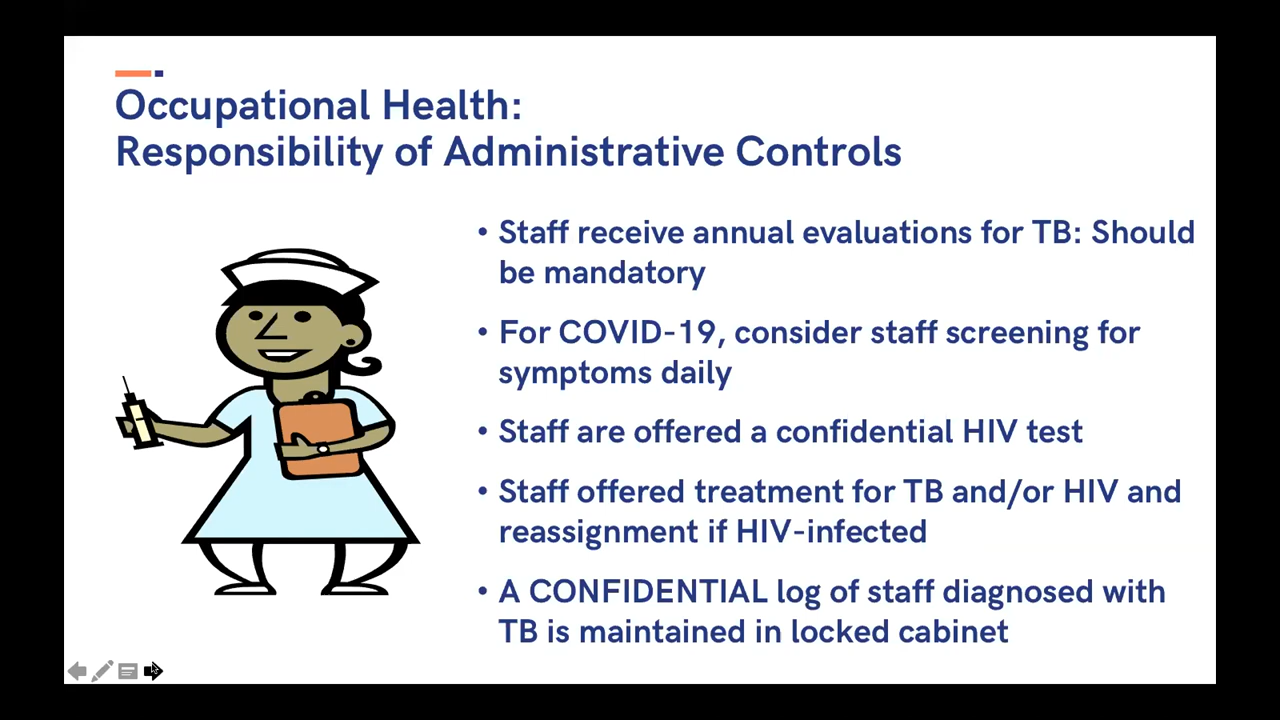 Occupational Health:
Responsibility of Administrative Controls
• Staff receive annual evaluations for TB: Should
be mandatory
• For COVID-19, consider staff screening for
symptoms daily
• Staff are offered a confidential HIV test
• Staff offered treatment for TB and/or HIV and
reassignment if HIV-infected
• A CONFIDENTIAL log of staff diagnosed with
TB is maintained in locked cabinet